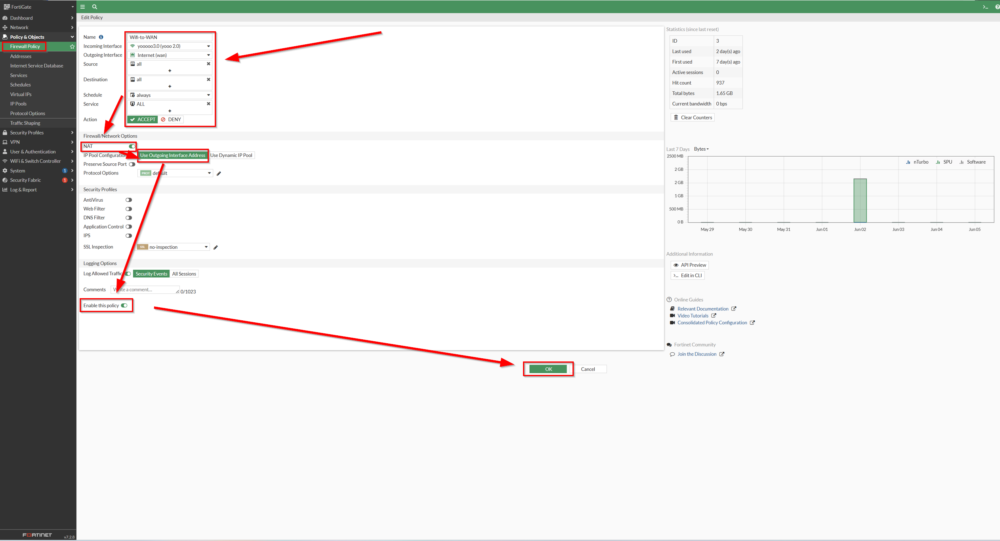 FortiGate
Dashboard
Network
Policy & Objects
Firewall Policy
Addresses
Internet Service Database
Services
Schedules
Virtual IPs
IP Pools
Protocol Options
Traffic Shaping
Security Profiles
VPN
User & Authentication
WiFi & Switch Controller
System 1
Security Fabric 1
Log & Report
FORTINET v7.2.8
Edit Policy
Name Wifi-to-WAN
Incoming Interface yooooo3.0 (yooo 2.0)
Outgoing Interface Internet (wan)
Source all
+
Destination all
+
Schedule always
Service ALL
+
Action ACCEPT DENY
Firewall/Network Options
NAT
IP Pool Configuration Use Outgoing Interface Address Use Dynamic IP Pool
Preserve Source Port
Protocol Options PROT default
Security Profiles
AntiVirus
Web Filter
DNS Filter
Application Control
IPS
SSL Inspection SSL no-inspection
Logging Options
Log Allowed Traffic Security Events All Sessions
Comments Write a comment... 0/1023
Enable this policy
OK Cancel
Statistics (since last reset)
ID 3
Last used 2 day(s) ago
First used 7 day(s) ago
Active sessions 0
Hit count 937
Total bytes 1.65 GB
Current bandwidth 0 bps
Clear Counters
Last 7 Days Bytes
nTurbo SPU Software
2500 MB
2 GB
2 GB
1 GB
500 MB
0 B
May 29 May 30 May 31 Jun 01 Jun 02 Jun 03 Jun 04 Jun 05
Additional Information
API Preview
>_ Edit in CLI
Online Guides
Relevant Documentation
Video Tutorials
Consolidated Policy Configuration
Fortinet Community
Join the Discussion